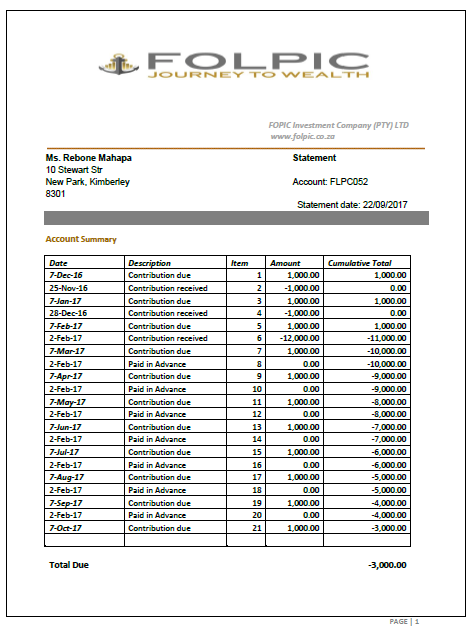 FOLPIC
JOURNEY TO WEALTH
FOPIC Investment Company (PTY) LTD
www.folpic.co.za
Ms. Rebone Mahapa Statement
10 Stewart Str
New Park, Kimberley Account: FLPC052
8301
Statement date: 22/09/2017
Account Summary
Date Description Item Amount Cumulative Total
7-Dec-16 Contribution due 1 1,000.00 1,000.00
25-Nov-16 Contribution received 2 -1,000.00 0.00
7-Jan-17 Contribution due 3 1,000.00 1,000.00
28-Dec-16 Contribution received 4 -1,000.00 0.00
7-Feb-17 Contribution due 5 1,000.00 1,000.00
2-Feb-17 Contribution received 6 -12,000.00 -11,000.00
7-Mar-17 Contribution due 7 1,000.00 -10,000.00
2-Feb-17 Paid in Advance 8 0.00 -10,000.00
7-Apr-17 Contribution due 9 1,000.00 -9,000.00
2-Feb-17 Paid in Advance 10 0.00 -9,000.00
7-May-17 Contribution due 11 1,000.00 -8,000.00
2-Feb-17 Paid in Advance 12 0.00 -8,000.00
7-Jun-17 Contribution due 13 1,000.00 -7,000.00
2-Feb-17 Paid in Advance 14 0.00 -7,000.00
7-Jul-17 Contribution due 15 1,000.00 -6,000.00
2-Feb-17 Paid in Advance 16 0.00 -6,000.00
7-Aug-17 Contribution due 17 1,000.00 -5,000.00
2-Feb-17 Paid in Advance 18 0.00 -5,000.00
7-Sep-17 Contribution due 19 1,000.00 -4,000.00
2-Feb-17 Paid in Advance 20 0.00 -4,000.00
7-Oct-17 Contribution due 21 1,000.00 -3,000.00
Total Due -3,000.00
PAGE | 1